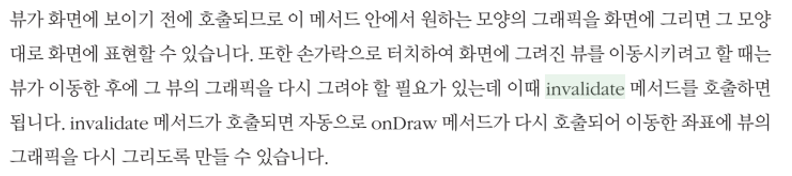 뷰가 화면에 보이기 전에 호출되므로 이 메서드 안에서 원하는 모양의 그래픽을 화면에 그리면 그 모양
대로 화면에 표현할 수 있습니다. 또한 손가락으로 터치하여 화면에 그려진 뷰를 이동시키려고 할 때는
뷰가 이동한 후에 그 뷰의 그래픽을 다시 그려야 할 필요가 있는데 이때 invalidate 메서드를 호출하면
됩니다. invalidate 메서드가 호출되면 자동으로 onDraw 메서드가 다시 호출되어 이동한 좌표에 뷰의
그래픽을 다시 그리도록 만들 수 있습니다.